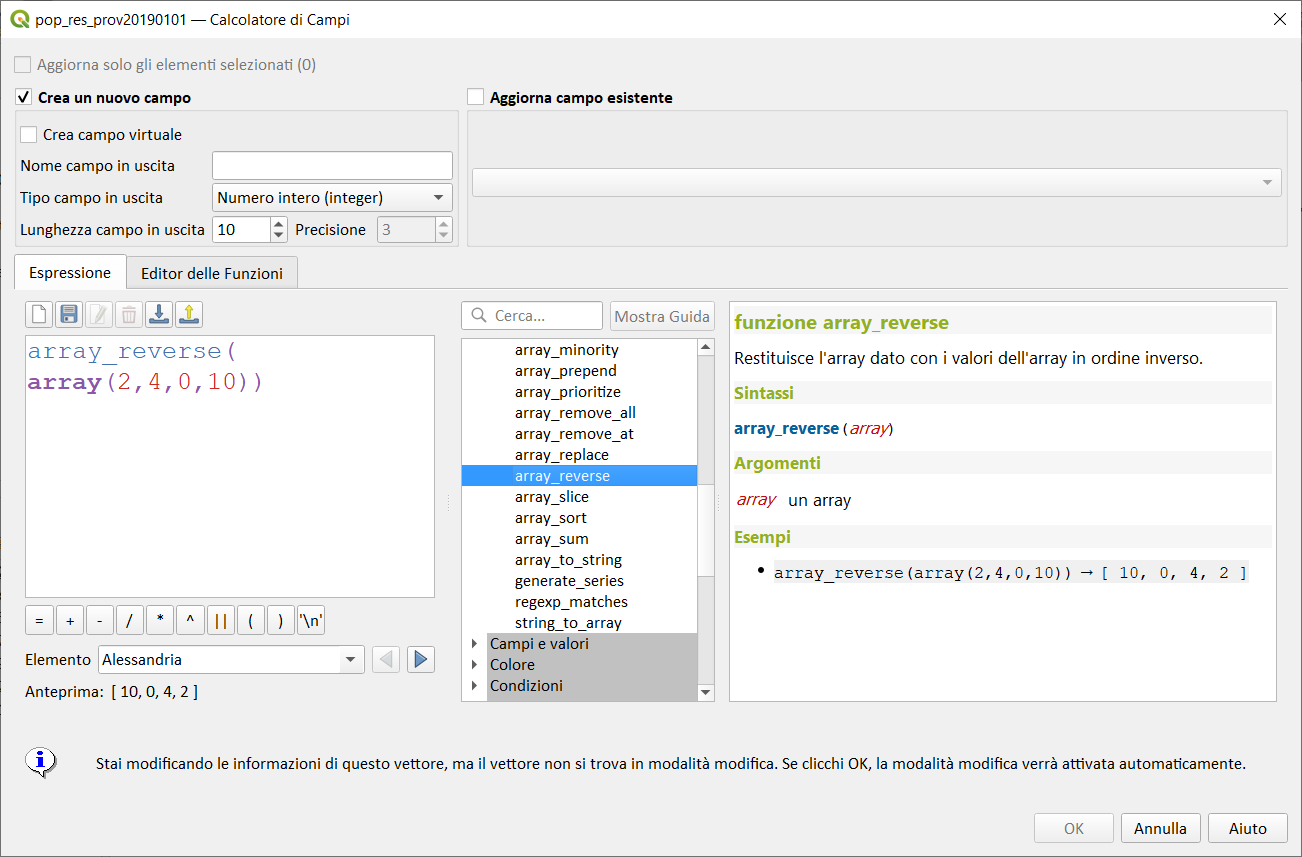 pop_res_prov20190101 — Calcolatore di Campi
Aggiorna solo gli elementi selezionati (0)
Crea un nuovo campo
Aggiorna campo esistente
Crea campo virtuale
Nome campo in uscita
Tipo campo in uscita Numero intero (integer)
Lunghezza campo in uscita 10 Precisione 3
Espressione Editor delle Funzioni
array_reverse(
array(2,4,0,10))
= + - / * ^ || ( ) '\n'
Elemento Alessandria
Anteprima: [ 10, 0, 4, 2 ]
Cerca... Mostra Guida
array_minority
array_prepend
array_prioritize
array_remove_all
array_remove_at
array_replace
array_reverse
array_slice
array_sort
array_sum
array_to_string
generate_series
regexp_matches
string_to_array
Campi e valori
Colore
Condizioni
funzione array_reverse
Restituisce l'array dato con i valori dell'array in ordine inverso.
Sintassi
array_reverse(array)
Argomenti
array un array
Esempi
• array_reverse(array(2,4,0,10)) → [ 10, 0, 4, 2 ]
Stai modificando le informazioni di questo vettore, ma il vettore non si trova in modalità modifica. Se clicchi OK, la modalità modifica verrà attivata automaticamente.
OK Annulla Aiuto